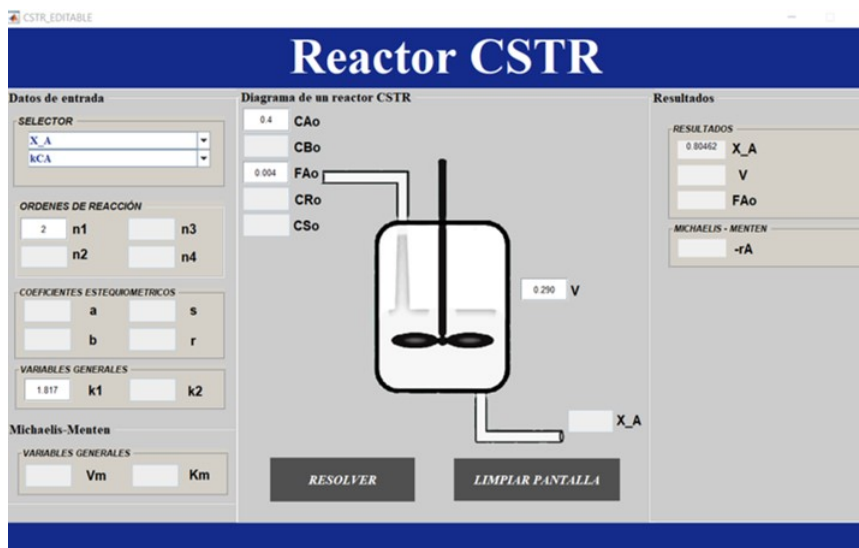 CSTR_EDITABLE
Reactor CSTR
Datos de entrada
SELECTOR
X_A
kCA
ORDENES DE REACCIÓN
2 n1 n3
n2 n4
COEFICIENTES ESTEQUIOMETRICOS
a s
b r
VARIABLES GENERALES
1.817 k1 k2
Michaelis-Menten
VARIABLES GENERALES
Vm Km
Diagrama de un reactor CSTR
0.4 CAo
CBo
0.004 FAo
CRo
CSo
0.290 V
X_A
RESOLVER LIMPIAR PANTALLA
Resultados
RESULTADOS
0.80462 X_A
V
FAo
MICHAELIS - MENTEN
-rA